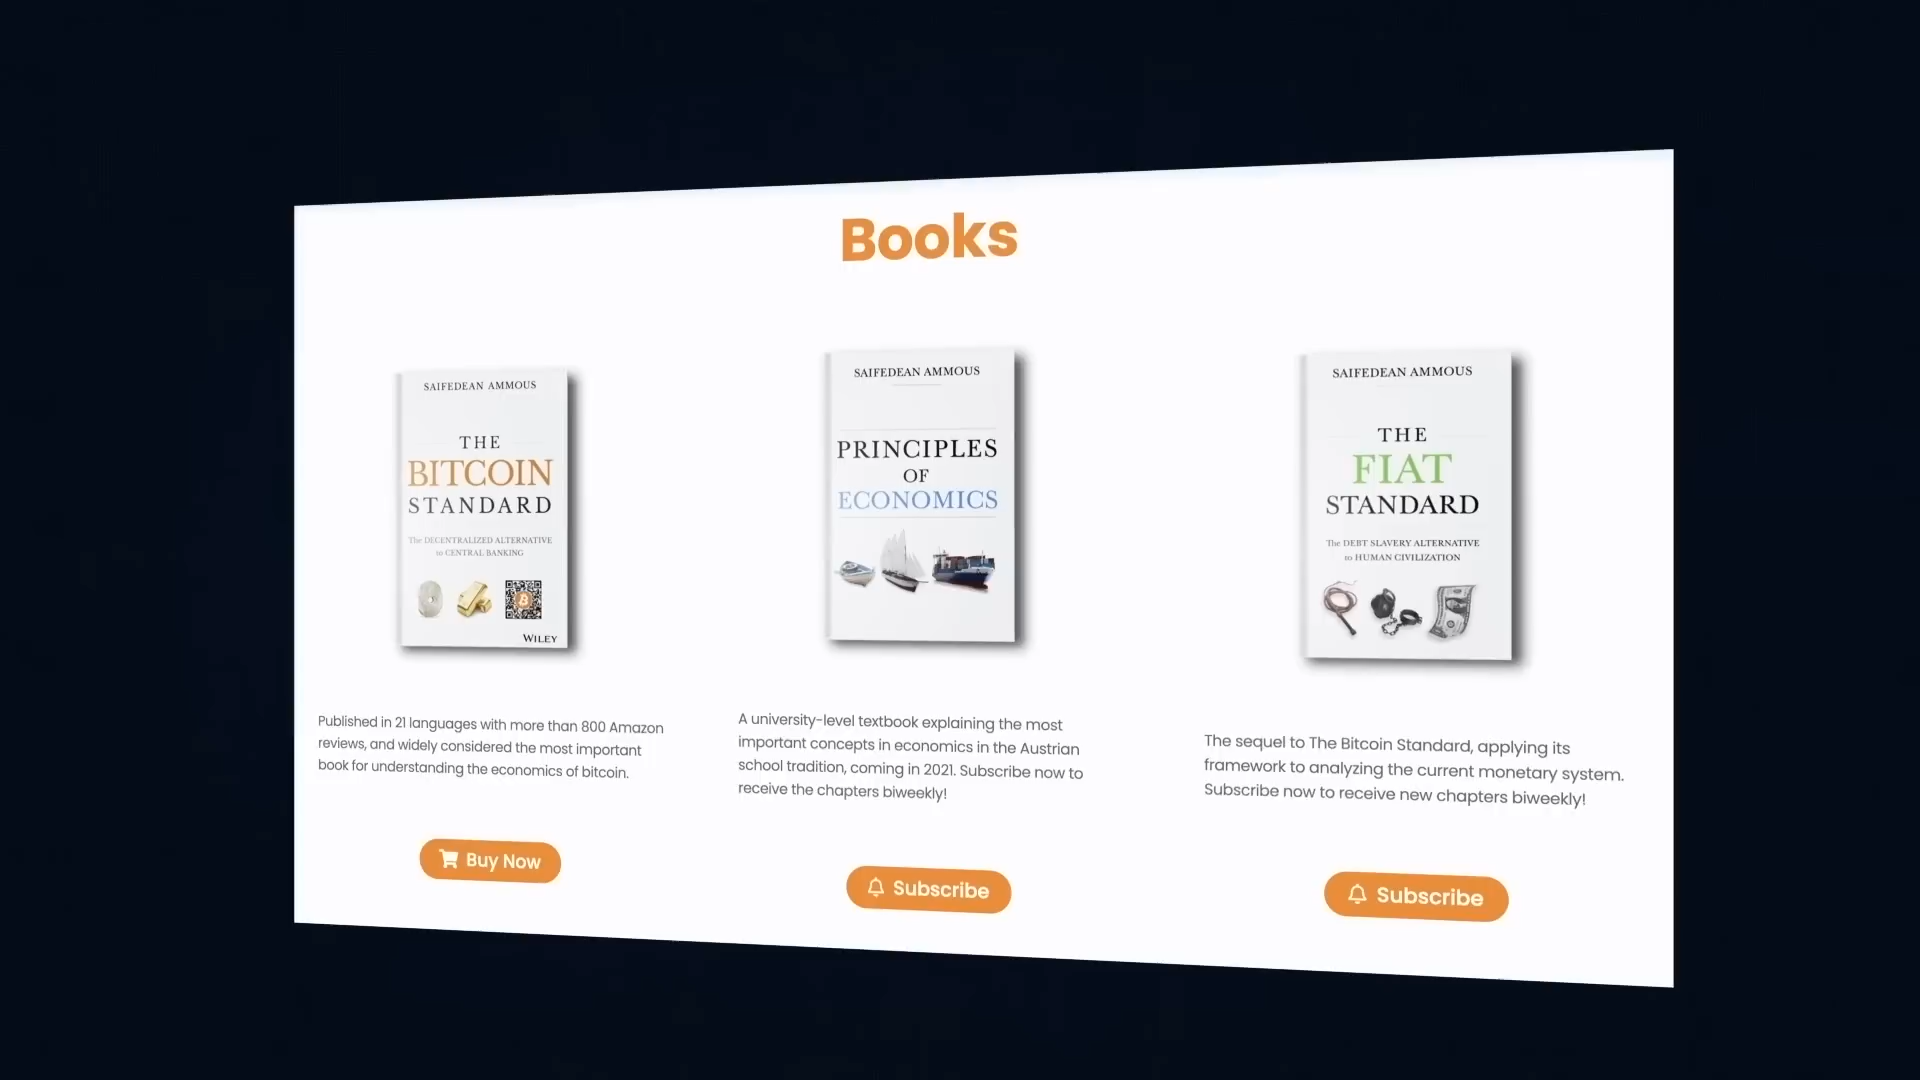 Books
SAIFEDEAN AMMOUS
THE
BITCOIN
STANDARD
The DECENTRALIZED ALTERNATIVE
to CENTRAL BANKING
WILEY
Published in 21 languages with more than 800 Amazon
reviews, and widely considered the most important
book for understanding the economics of bitcoin.
Buy Now
SAIFEDEAN AMMOUS
PRINCIPLES
OF
ECONOMICS
A university-level textbook explaining the most
important concepts in economics in the Austrian
school tradition, coming in 2021. Subscribe now to
receive the chapters biweekly!
Subscribe
SAIFEDEAN AMMOUS
THE
FIAT
STANDARD
The DEBT SLAVERY ALTERNATIVE
to HUMAN CIVILIZATION
The sequel to The Bitcoin Standard, applying its
framework to analyzing the current monetary system.
Subscribe now to receive new chapters biweekly!
Subscribe